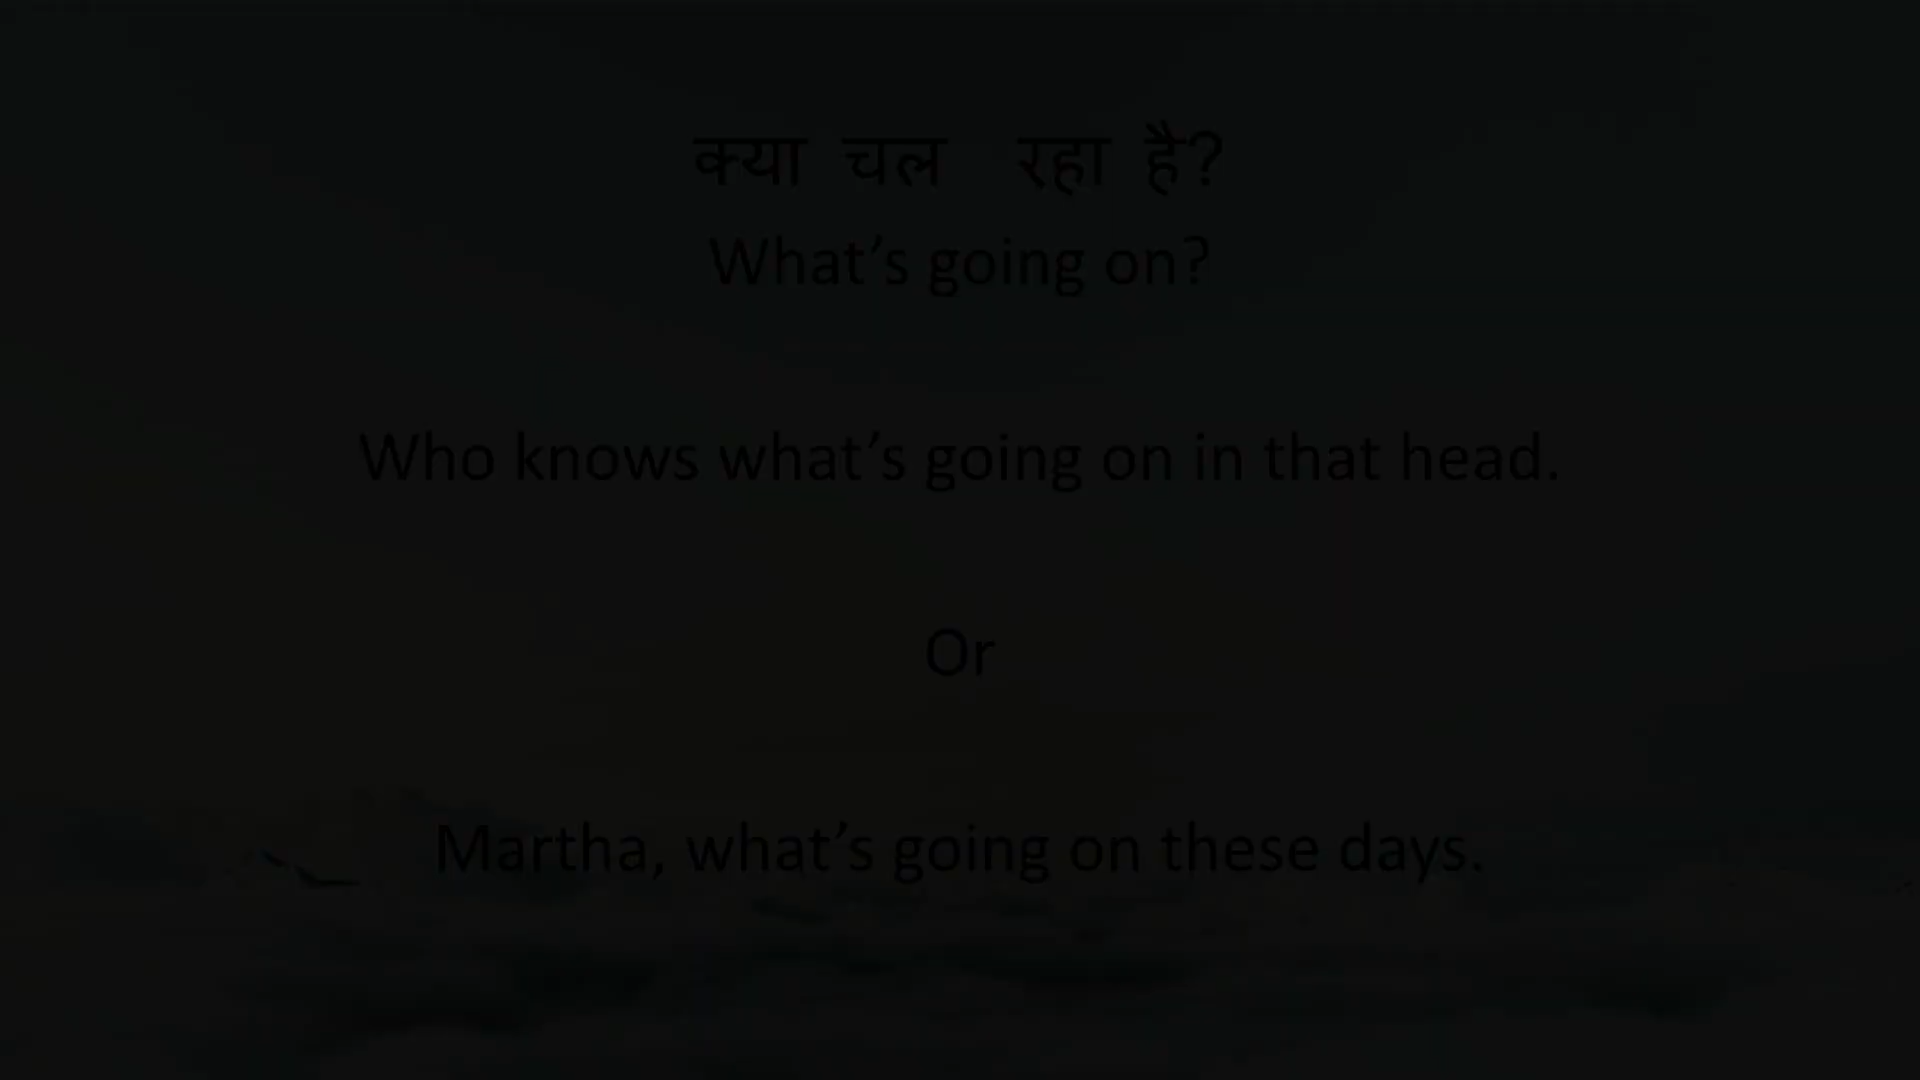 क्या चल रहा है?
What’s going on?
Who knows what’s going on in that head.
Or
Martha, what’s going on these days.